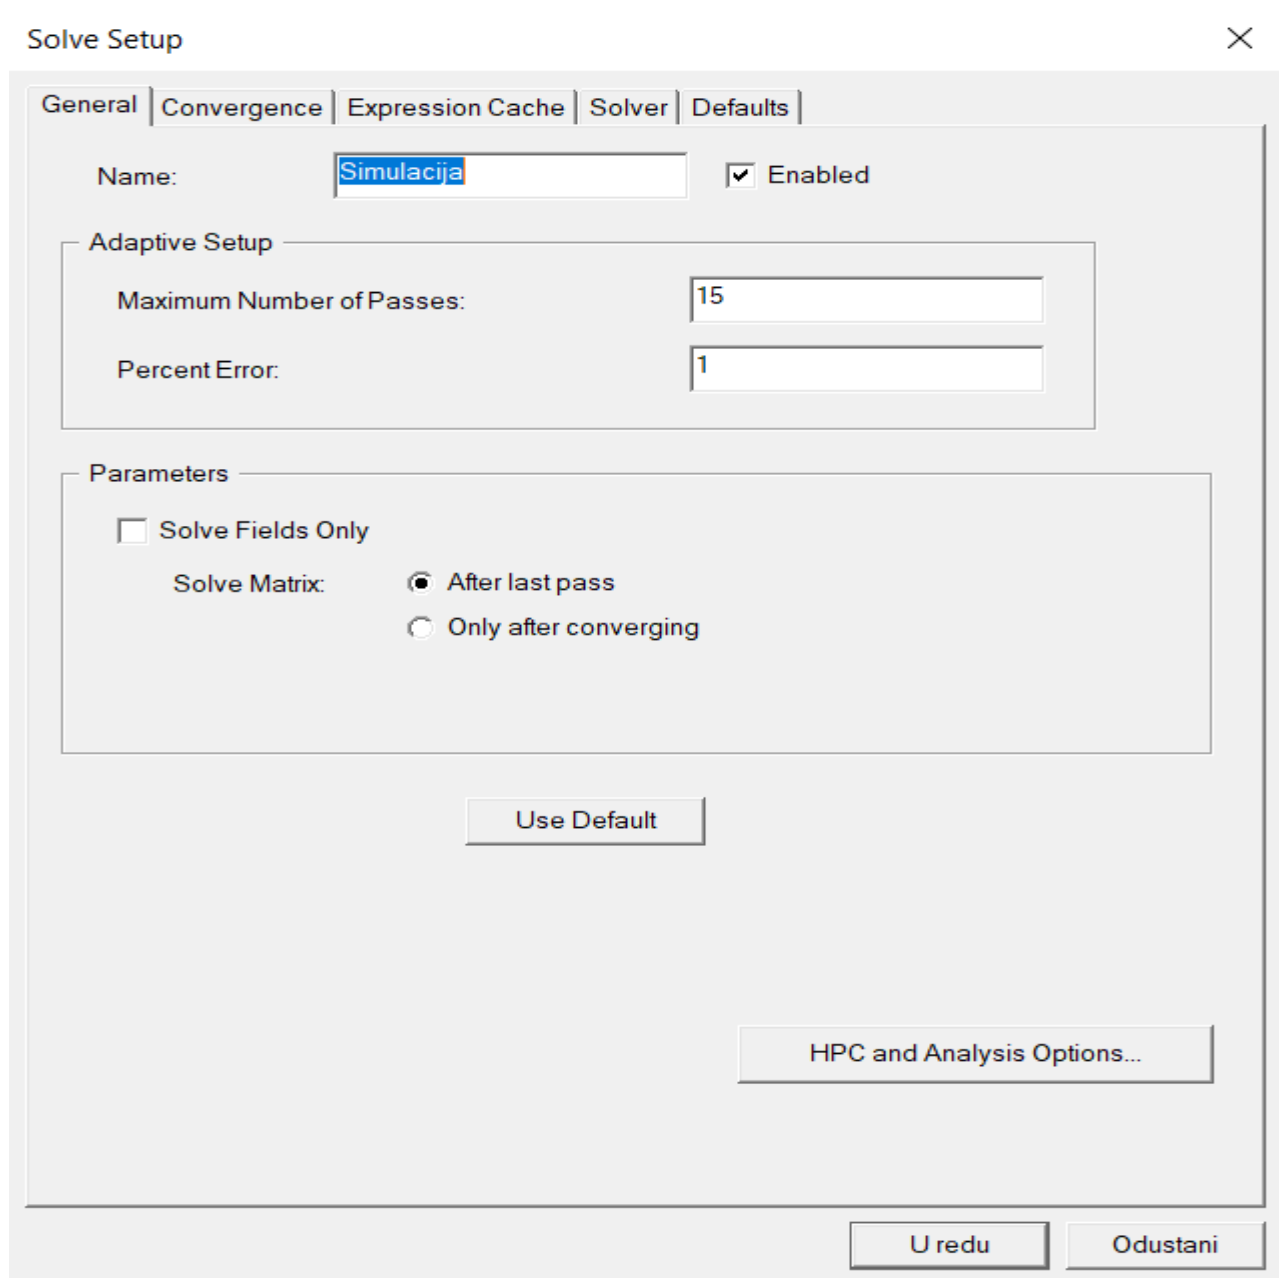 Solve Setup
General Convergence Expression Cache Solver Defaults
Name: Simulacija Enabled
Adaptive Setup
Maximum Number of Passes: 15
Percent Error: 1
Parameters
Solve Fields Only
Solve Matrix: After last pass
Only after converging
Use Default
HPC and Analysis Options...
U redu Odustani